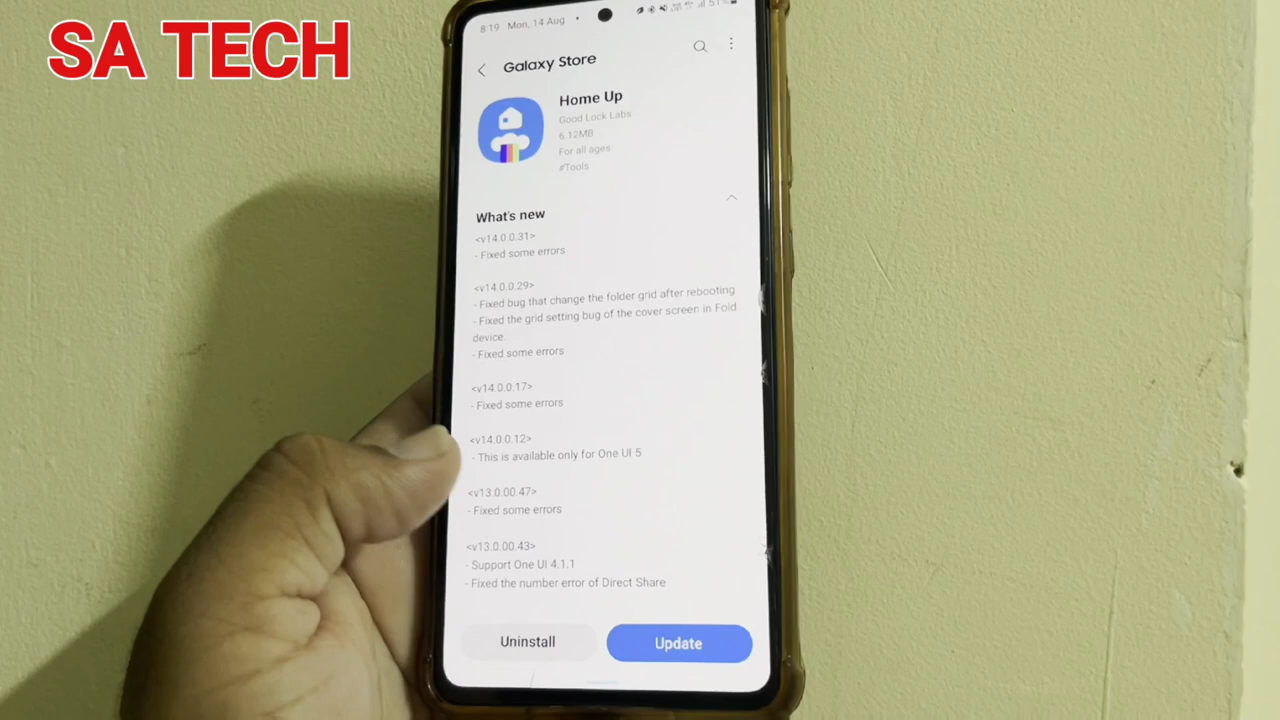 SA TECH
8:19 Mon, 14 Aug • 51%
Galaxy Store
Home Up
Good Lock Labs
6.12MB
For all ages
#Tools
What's new
<v14.0.0.31>
- Fixed some errors
<v14.0.0.29>
- Fixed bug that change the folder grid after rebooting
- Fixed the grid setting bug of the cover screen in Fold
device.
- Fixed some errors
<v14.0.0.17>
- Fixed some errors
<v14.0.0.12>
- This is available only for One UI 5
<v13.0.00.47>
- Fixed some errors
<v13.0.00.43>
- Support One UI 4.1.1
- Fixed the number error of Direct Share
Uninstall
Update